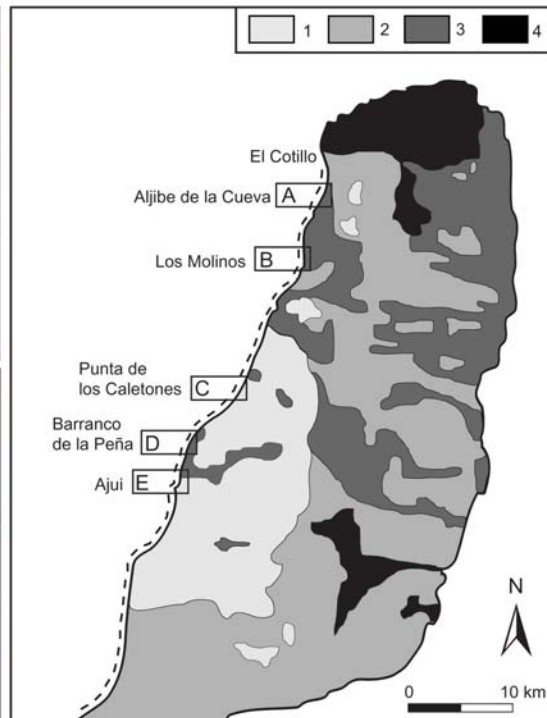 1 2 3 4
El Cotillo
Aljibe de la Cueva A
Los Molinos B
Punta de
los Caletones C
Barranco
de la Peña D
Ajui E
N
0 10 km